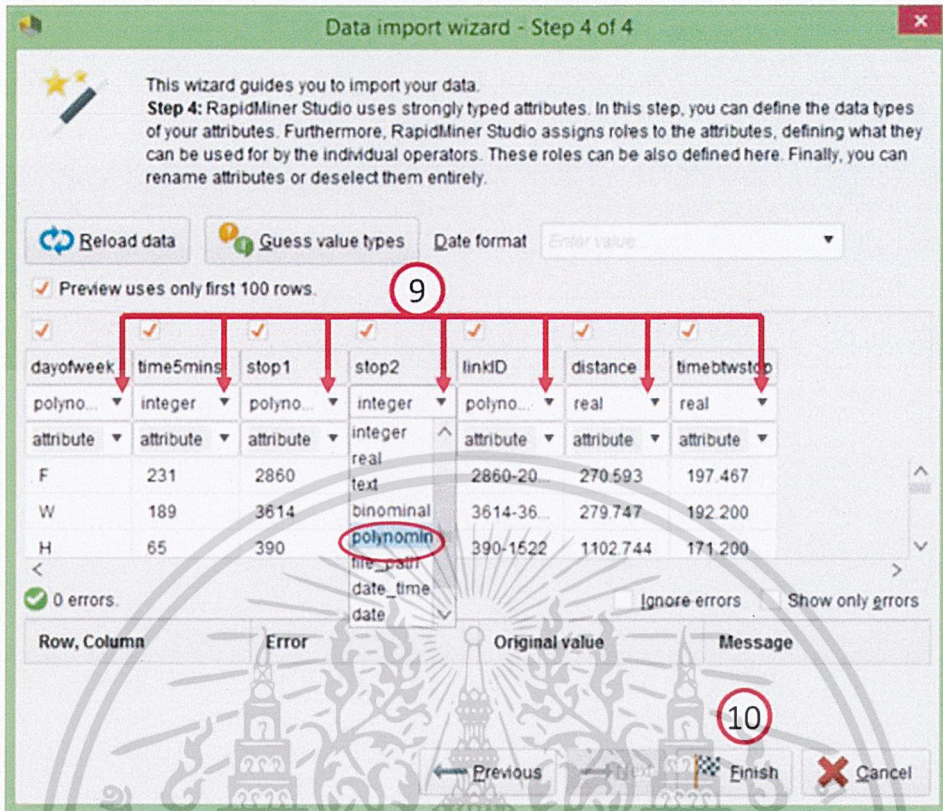 Data import wizard - Step 4 of 4
This wizard guides you to import your data.
Step 4: RapidMiner Studio uses strongly typed attributes. In this step, you can define the data types
of your attributes. Furthermore, RapidMiner Studio assigns roles to the attributes, defining what they
can be used for by the individual operators. These roles can be also defined here. Finally, you can
rename attributes or deselect them entirely.
Reload data Guess value types Date format Enter value...
Preview uses only first 100 rows.
9
dayofweek time5mins stop1 stop2 linkID distance timebtwstop
polyno... integer polyno... integer polyno... real real
attribute attribute attribute integer attribute attribute attribute
real
F 231 2860 text 2860-20... 270.593 197.467
W 189 3614 binominal 3614-36... 279.747 192.200
H 65 390 polynomin 390-1522 1102.744 171.200
file_path
date_time
date
0 errors. Ignore errors Show only errors
Row, Column Error Original value Message
10
Previous Next Finish Cancel